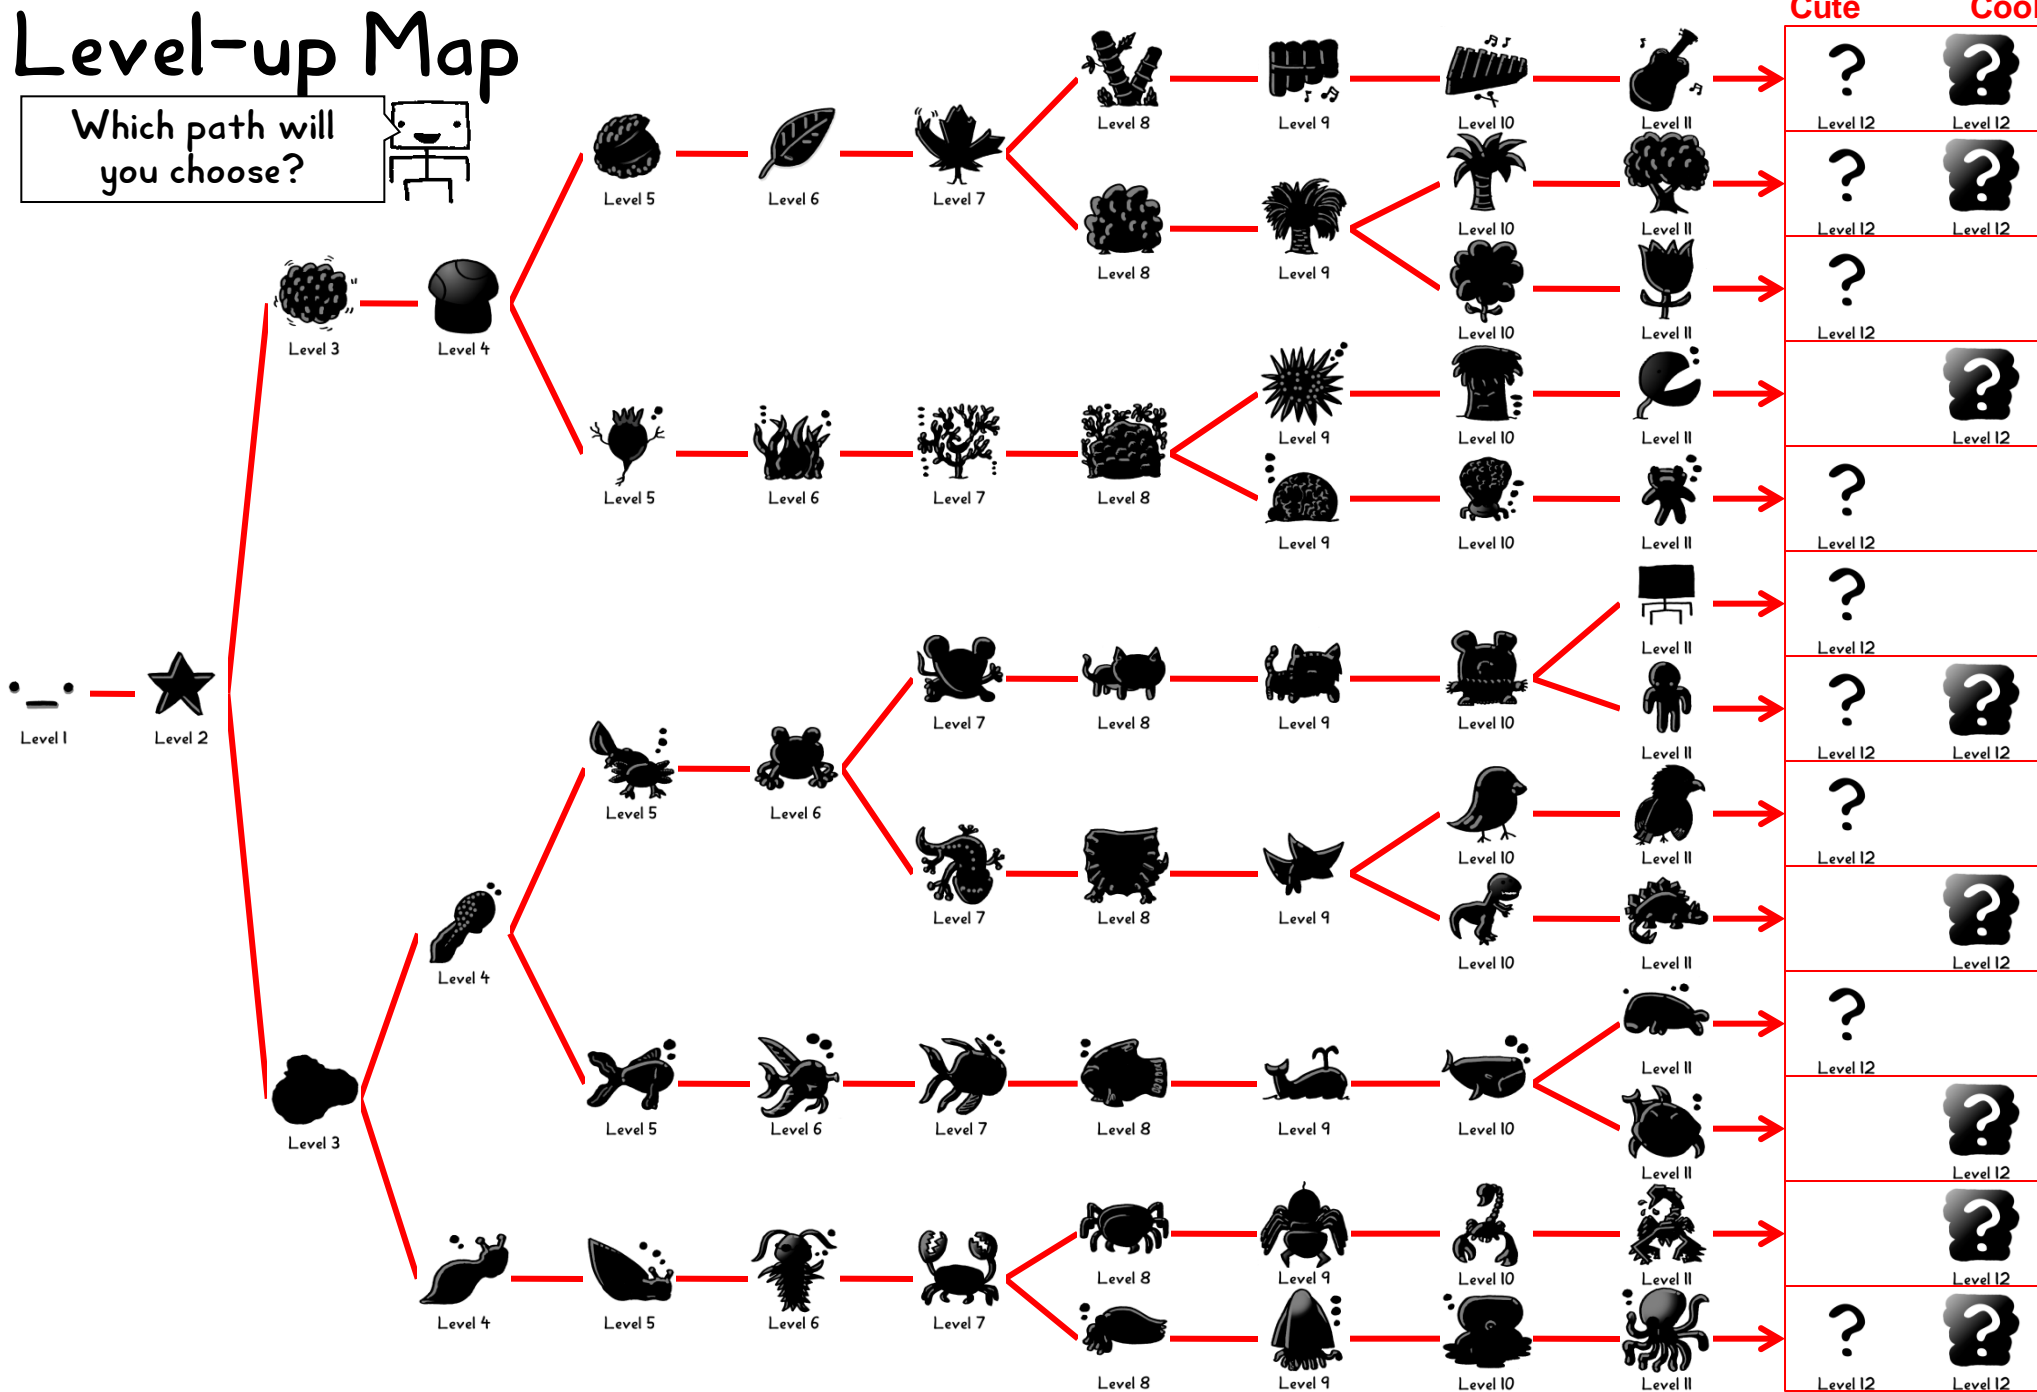 Level-up Map
Cute Cool
Which path will
you choose?
Level 8 Level 9 Level 10 Level 11 Level 12 Level 12
Level 5 Level 6 Level 7
Level 10 Level 11 Level 12 Level 12
Level 8 Level 9
Level 10 Level 11 Level 12
Level 3 Level 4
Level 9 Level 10 Level 11 Level 12
Level 5 Level 6 Level 7 Level 8
Level 9 Level 10 Level 11 Level 12
Level 11 Level 12
Level 1 Level 2
Level 7 Level 8 Level 9 Level 10
Level 11 Level 12 Level 12
Level 5 Level 6
Level 10 Level 11 Level 12
Level 7 Level 8 Level 9
Level 10 Level 11 Level 12
Level 4
Level 11 Level 12
Level 3
Level 5 Level 6 Level 7 Level 8 Level 9 Level 10
Level 11 Level 12
Level 8 Level 9 Level 10 Level 11 Level 12
Level 4 Level 5 Level 6 Level 7
Level 8 Level 9 Level 10 Level 11 Level 12 Level 12